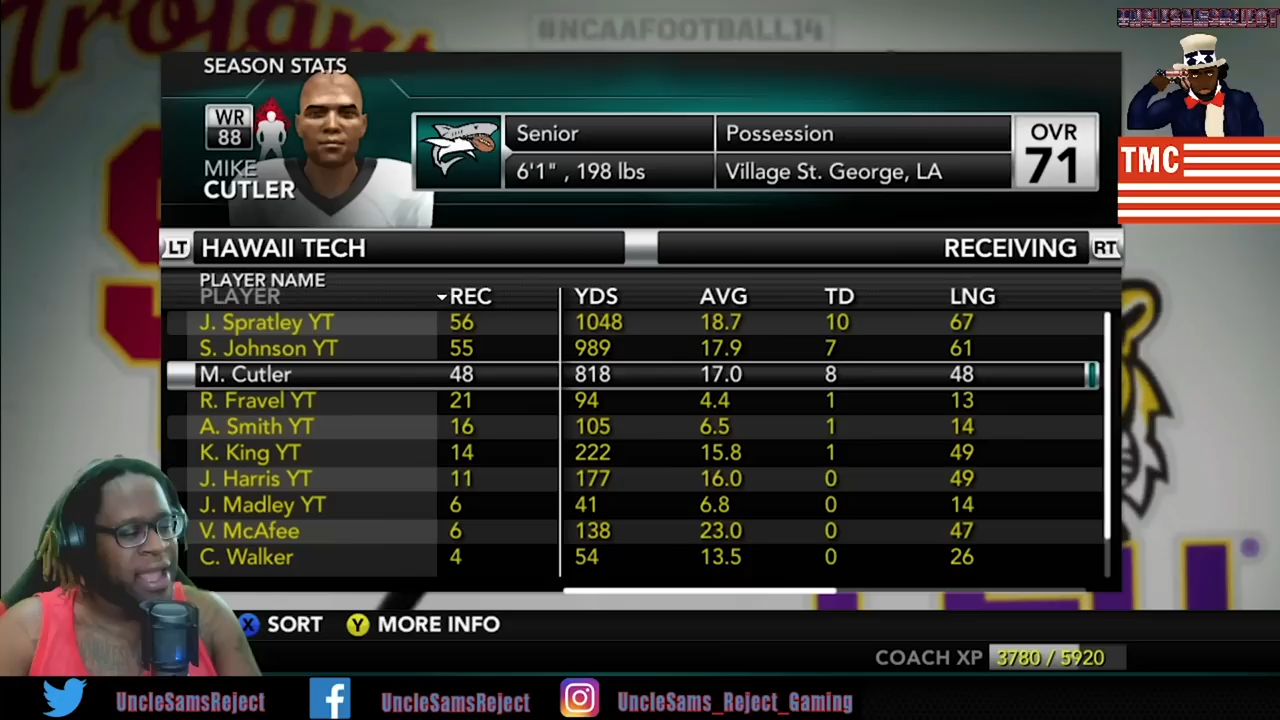 #NCAAFOOTBALL14
Trojans
UNCLESAMSREJECT
SEASON STATS
WR
88
MIKE
CUTLER
Senior
Possession
6'1" , 198 lbs
Village St. George, LA
OVR
71
TMC
LT HAWAII TECH RECEIVING RT
PLAYER NAME
PLAYER REC YDS AVG TD LNG
J. Spratley YT 56 1048 18.7 10 67
S. Johnson YT 55 989 17.9 7 61
M. Cutler 48 818 17.0 8 48
R. Fravel YT 21 94 4.4 1 13
A. Smith YT 16 105 6.5 1 14
K. King YT 14 222 15.8 1 49
J. Harris YT 11 177 16.0 0 49
J. Madley YT 6 41 6.8 0 14
V. McAfee 6 138 23.0 0 47
C. Walker 4 54 13.5 0 26
X SORT Y MORE INFO
COACH XP 3780 / 5920
UncleSamsReject UncleSamsReject UncleSams_Reject_Gaming